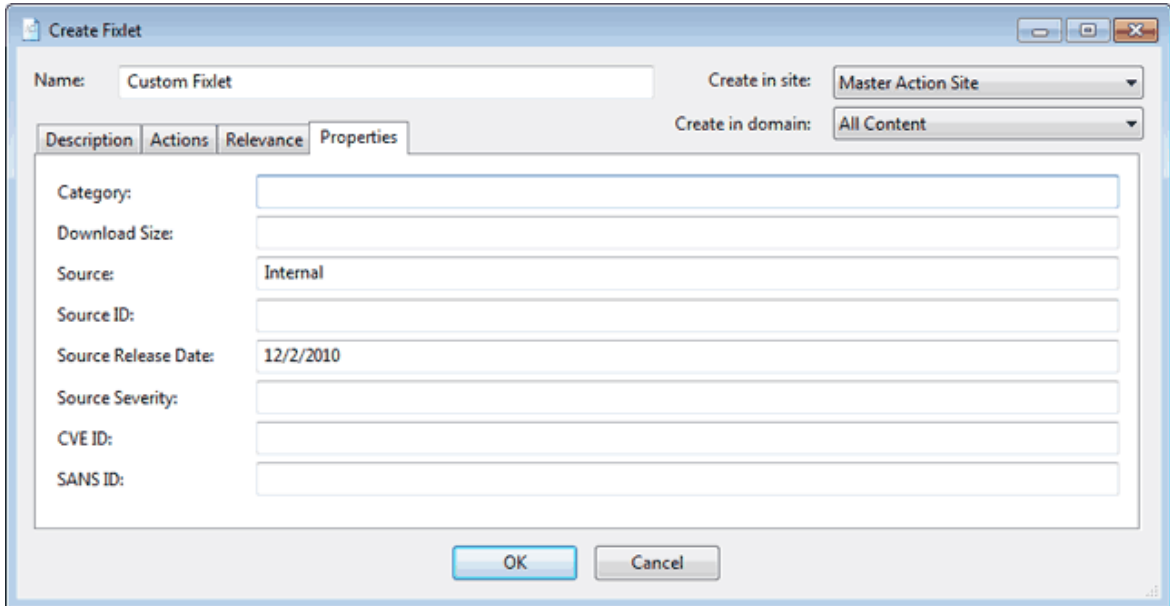 Create Fixlet
Name: Custom Fixlet Create in site: Master Action Site
Create in domain: All Content
Description Actions Relevance Properties
Category:
Download Size:
Source: Internal
Source ID:
Source Release Date: 12/2/2010
Source Severity:
CVE ID:
SANS ID:
OK Cancel